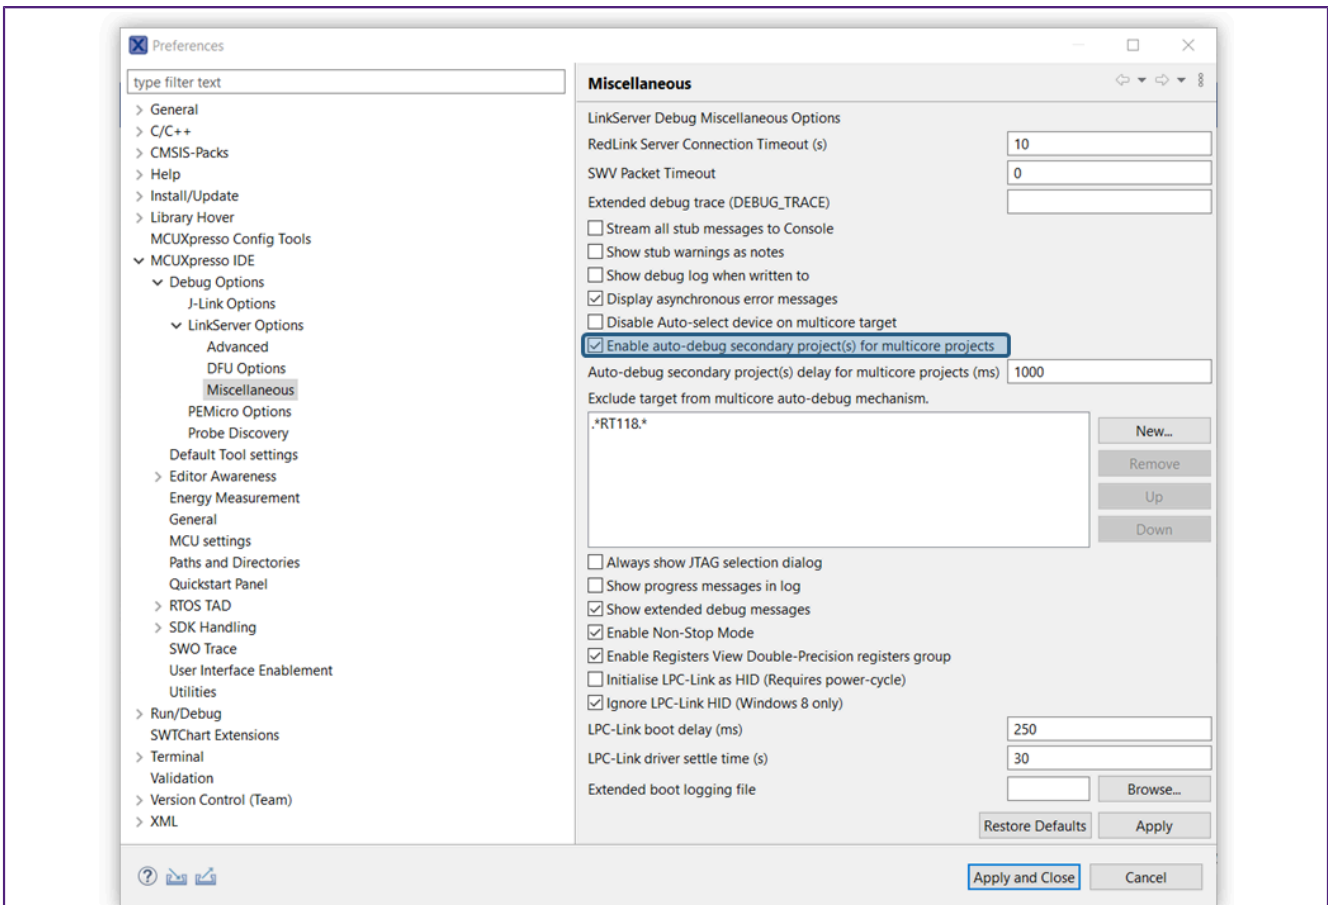 Preferences
type filter text
General
C/C++
CMSIS-Packs
Help
Install/Update
Library Hover
MCUXpresso Config Tools
MCUXpresso IDE
Debug Options
J-Link Options
LinkServer Options
Advanced
DFU Options
Miscellaneous
PEMicro Options
Probe Discovery
Default Tool settings
Editor Awareness
Energy Measurement
General
MCU settings
Paths and Directories
Quickstart Panel
RTOS TAD
SDK Handling
SWO Trace
User Interface Enablement
Utilities
Run/Debug
SWTChart Extensions
Terminal
Validation
Version Control (Team)
XML
Miscellaneous
LinkServer Debug Miscellaneous Options
RedLink Server Connection Timeout (s) 10
SWV Packet Timeout 0
Extended debug trace (DEBUG_TRACE)
Stream all stub messages to Console
Show stub warnings as notes
Show debug log when written to
Display asynchronous error messages
Disable Auto-select device on multicore target
Enable auto-debug secondary project(s) for multicore projects
Auto-debug secondary project(s) delay for multicore projects (ms) 1000
Exclude target from multicore auto-debug mechanism.
.*RT118.*
New...
Remove
Up
Down
Always show JTAG selection dialog
Show progress messages in log
Show extended debug messages
Enable Non-Stop Mode
Enable Registers View Double-Precision registers group
Initialise LPC-Link as HID (Requires power-cycle)
Ignore LPC-Link HID (Windows 8 only)
LPC-Link boot delay (ms) 250
LPC-Link driver settle time (s) 30
Extended boot logging file Browse...
Restore Defaults Apply
Apply and Close Cancel